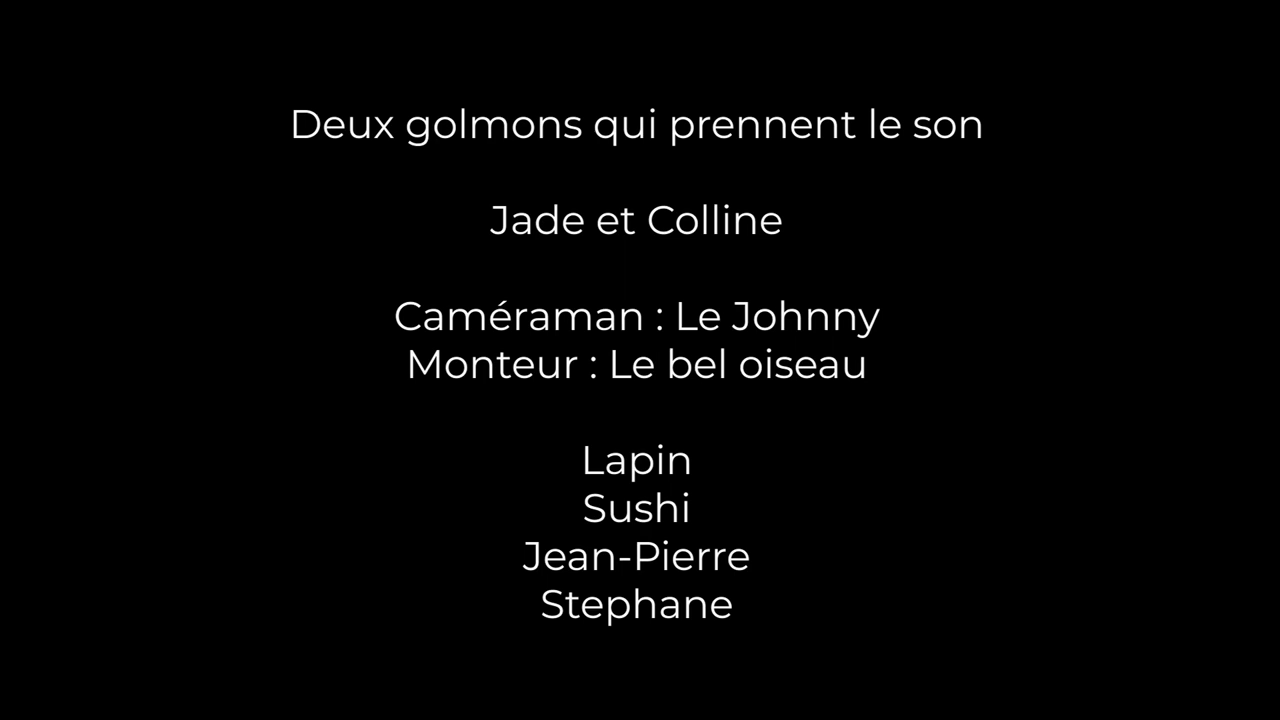 Deux golmons qui prennent le son
Jade et Colline
Caméraman : Le Johnny
Monteur : Le bel oiseau
Lapin
Sushi
Jean-Pierre
Stephane